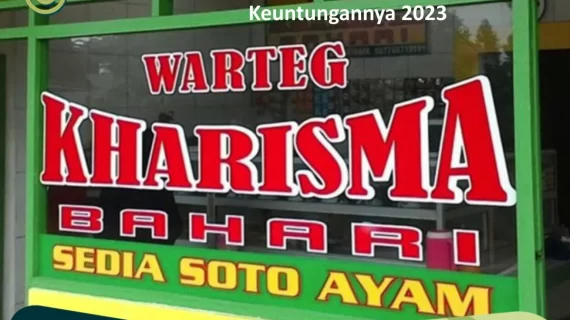 Keuntungannya 2023
WARTEG
KHARISMA
BAHARI
SEDIA SOTO AYAM